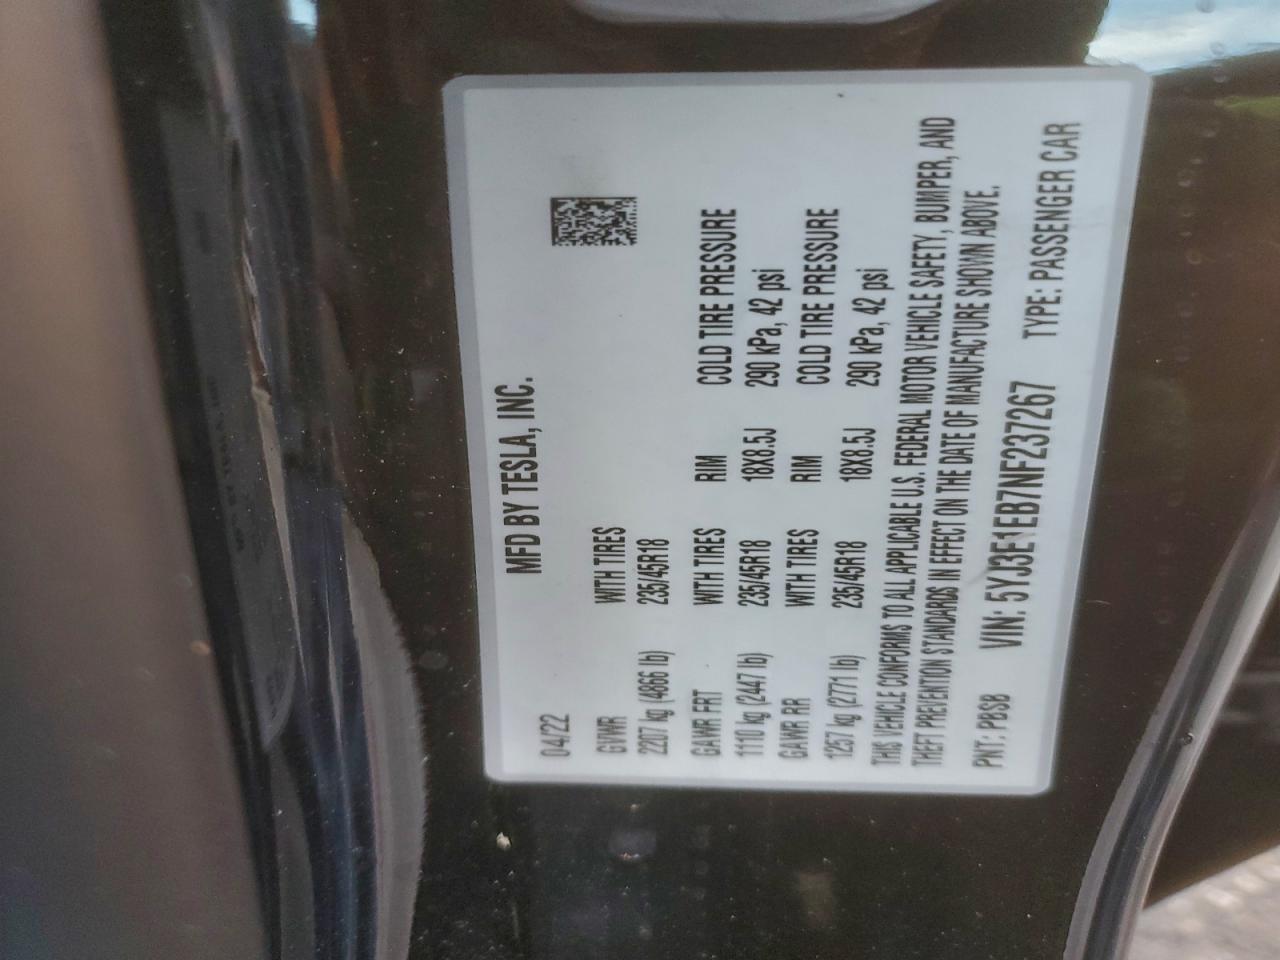 MFD BY TESLA, INC.
04/22
GVWR WITH TIRES
2207 kg (4866 lb) 235/45R18
GAWR FRT WITH TIRES RIM COLD TIRE PRESSURE
1110 kg (2447 lb) 235/45R18 18X8.5J 290 kPa, 42 psi
GAWR RR WITH TIRES RIM COLD TIRE PRESSURE
1257 kg (2771 lb) 235/45R18 18X8.5J 290 kPa, 42 psi
THIS VEHICLE CONFORMS TO ALL APPLICABLE U.S. FEDERAL MOTOR VEHICLE SAFETY, BUMPER, AND
THEFT PREVENTION STANDARDS IN EFFECT ON THE DATE OF MANUFACTURE SHOWN ABOVE.
PNT: PBSB VIN: 5YJ3E1EB7NF237267 TYPE: PASSENGER CAR